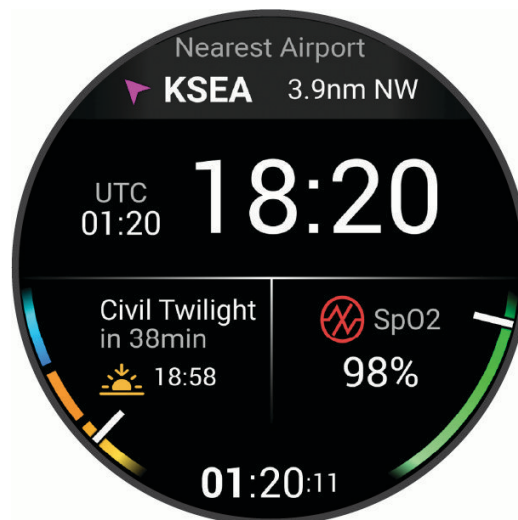 Nearest Airport
KSEA 3.9nm NW
18:20
UTC
01:20
Civil Twilight
in 38min
18:58
SpO2
98%
01:20:11